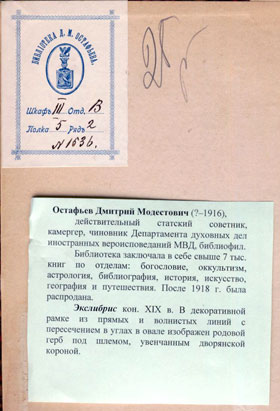 БИБЛІОТЕКА Д. М. ОСТАФЬЕВА.
Шкафъ III Отд. B
Полка 5 Рядъ 2
N 1636.
Остафьев Дмитрий Модестович (?–1916),
действительный статский советник,
камергер, чиновник Департамента духовных дел
иностранных вероисповеданий МВД, библиофил.
Библиотека заключала в себе свыше 7 тыс.
книг по отделам: богословие, оккультизм,
астрология, библиография, история, искусство,
география и путешествия. После 1918 г. была
распродана.
Экслибрис кон. XIX в. В декоративной
рамке из прямых и волнистых линий с
пересечением в углах в овале изображен родовой
герб под шлемом, увенчанным дворянской
короной.